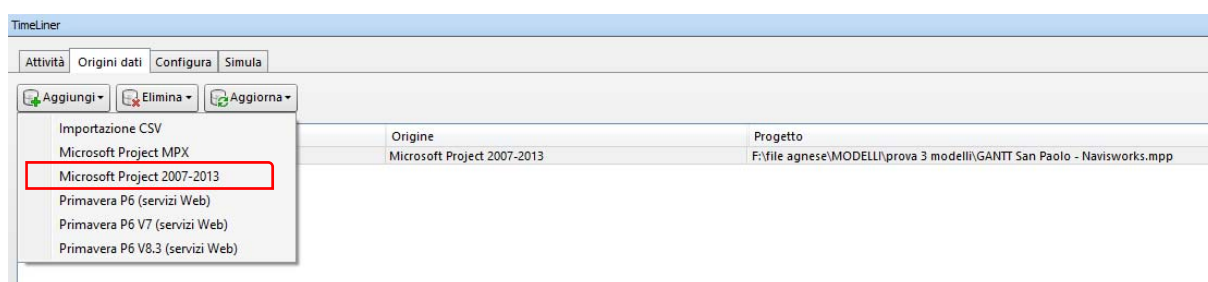 TimeLiner
Attività Origini dati Configura Simula
Aggiungi Elimina Aggiorna
Importazione CSV
Origine Progetto
Microsoft Project MPX
Microsoft Project 2007-2013 F:\file agnese\MODELLI\prova 3 modelli\GANTT San Paolo - Navisworks.mpp
Microsoft Project 2007-2013
Primavera P6 (servizi Web)
Primavera P6 V7 (servizi Web)
Primavera P6 V8.3 (servizi Web)